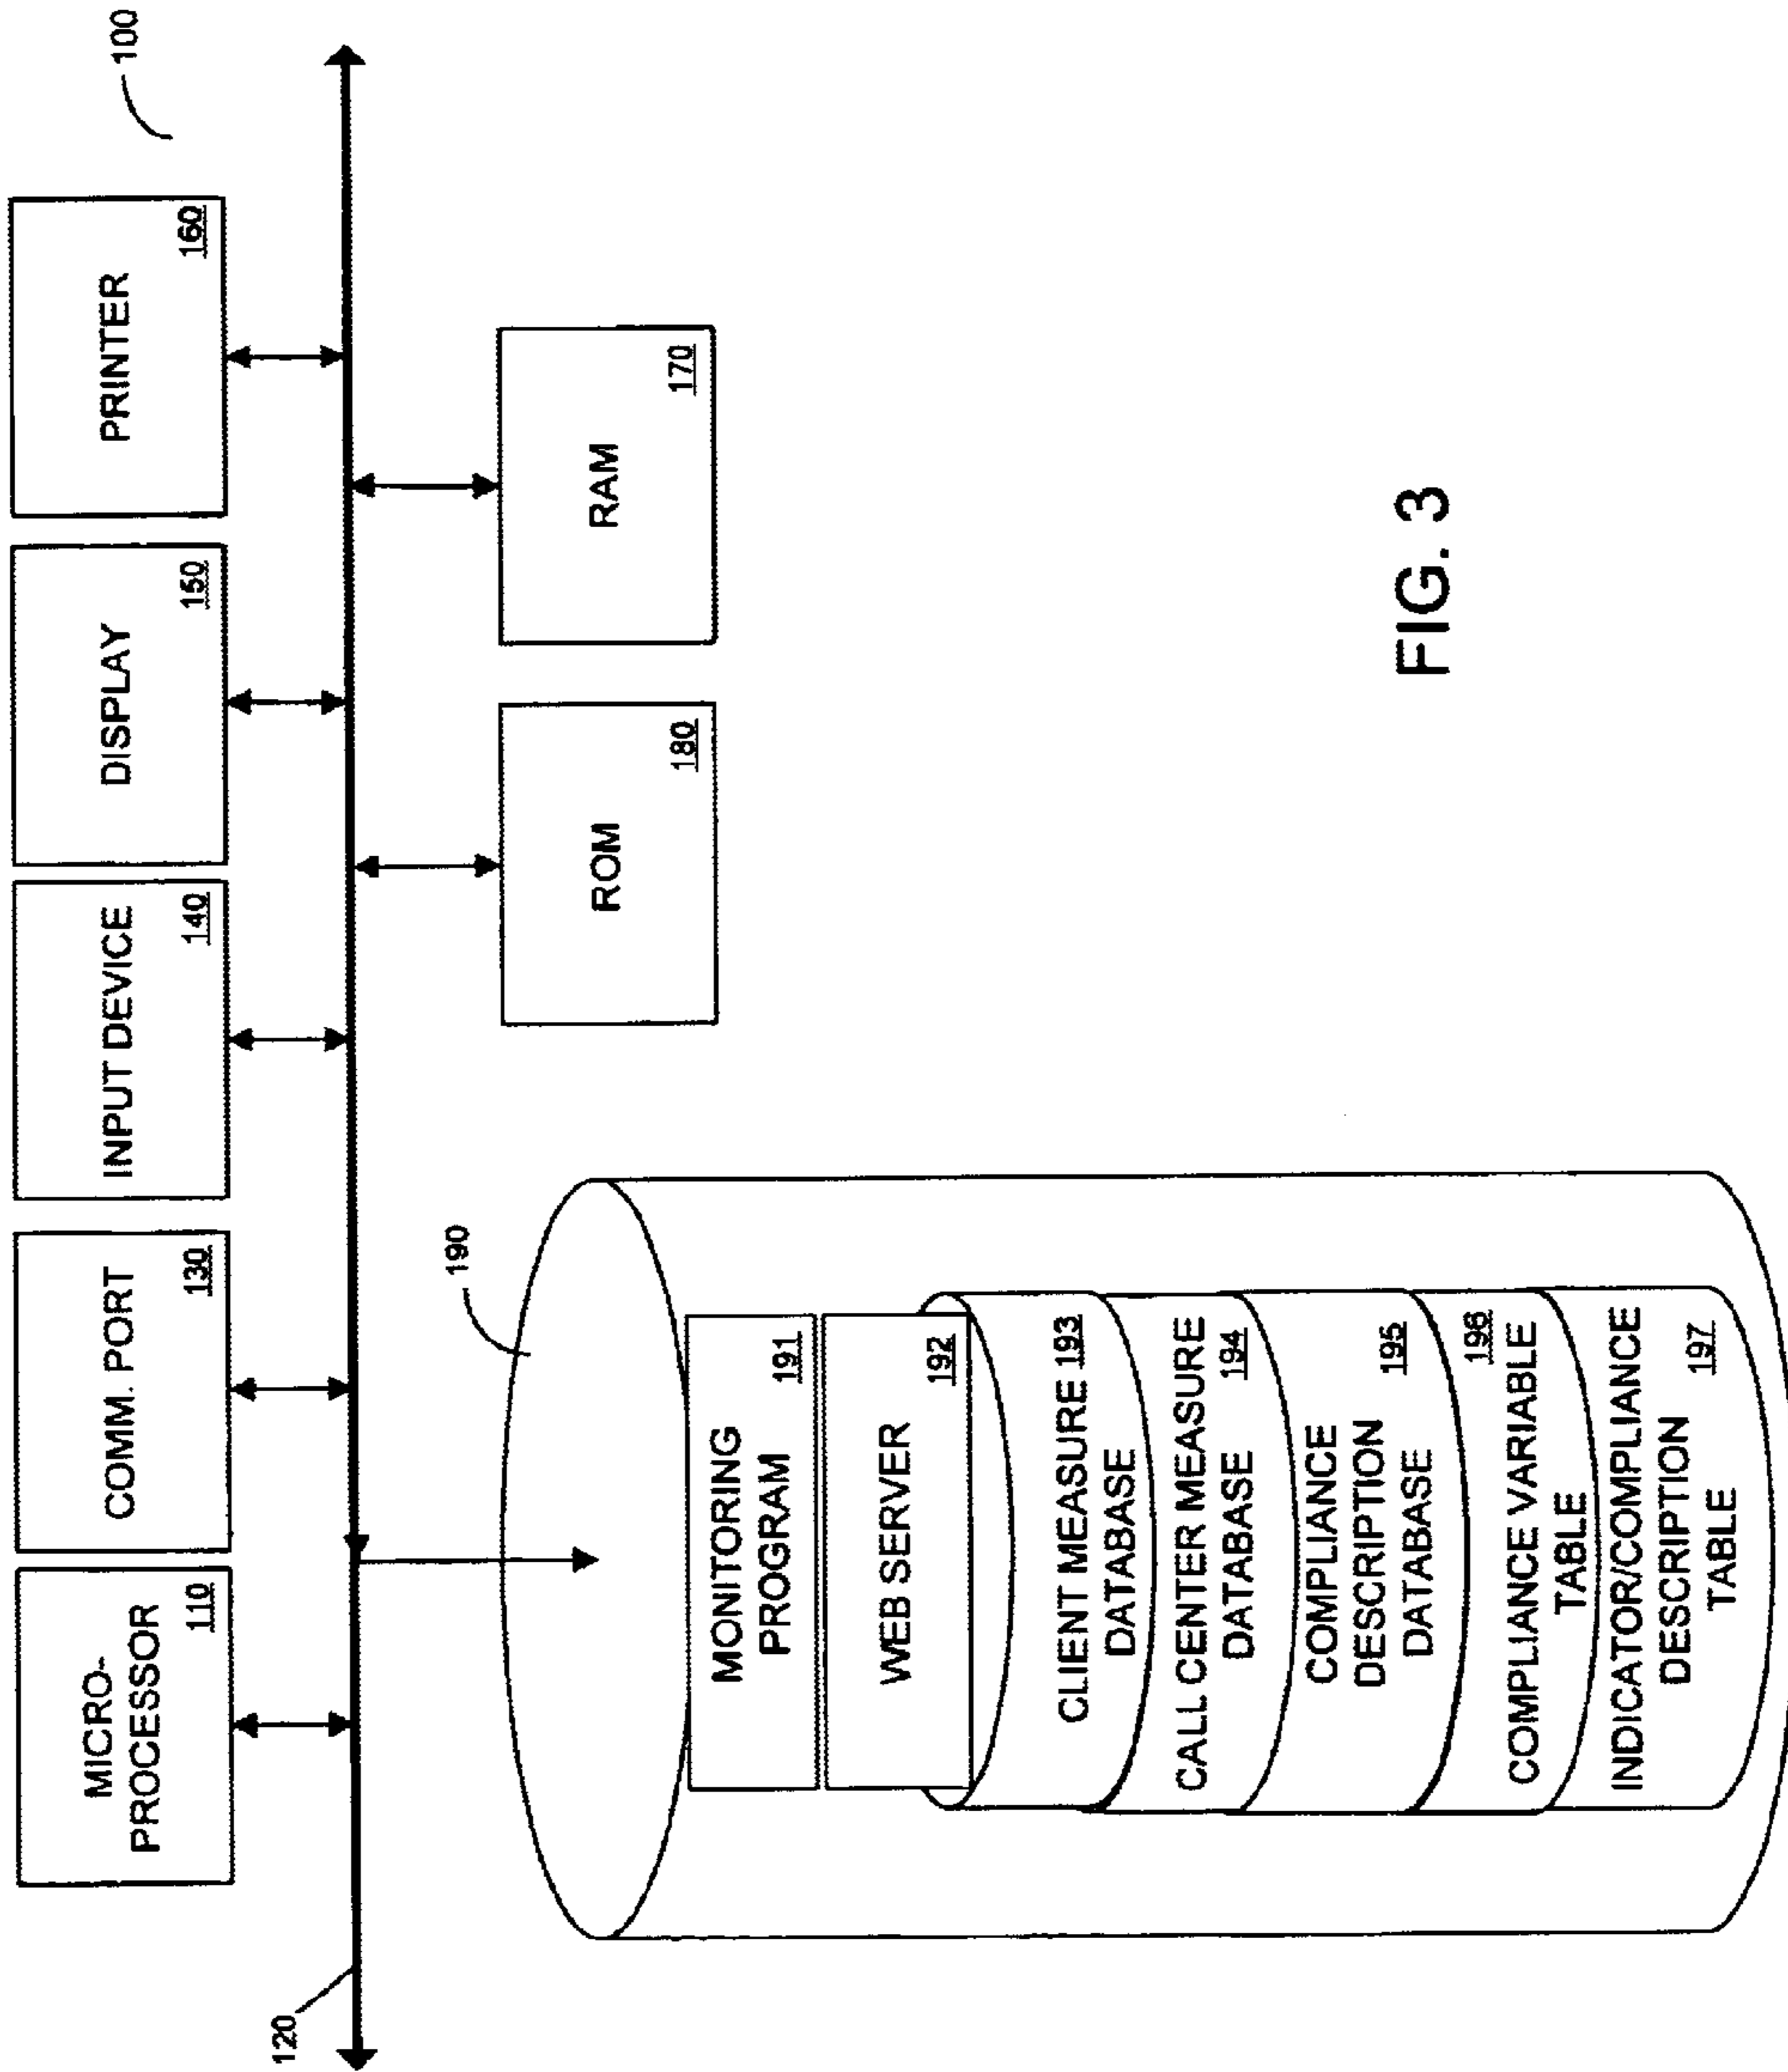 100
MICRO-
PROCESSOR
110
COMM. PORT
130
INPUT DEVICE
140
DISPLAY
150
PRINTER
160
120
190
ROM
180
RAM
170
MONITORING
PROGRAM
191
WEB SERVER
192
CLIENT MEASURE 193
DATABASE
CALL CENTER MEASURE
DATABASE 194
COMPLIANCE
DESCRIPTION
DATABASE 195
196
COMPLIANCE VARIABLE
TABLE
INDICATOR/COMPLIANCE
DESCRIPTION
TABLE 197
FIG. 3